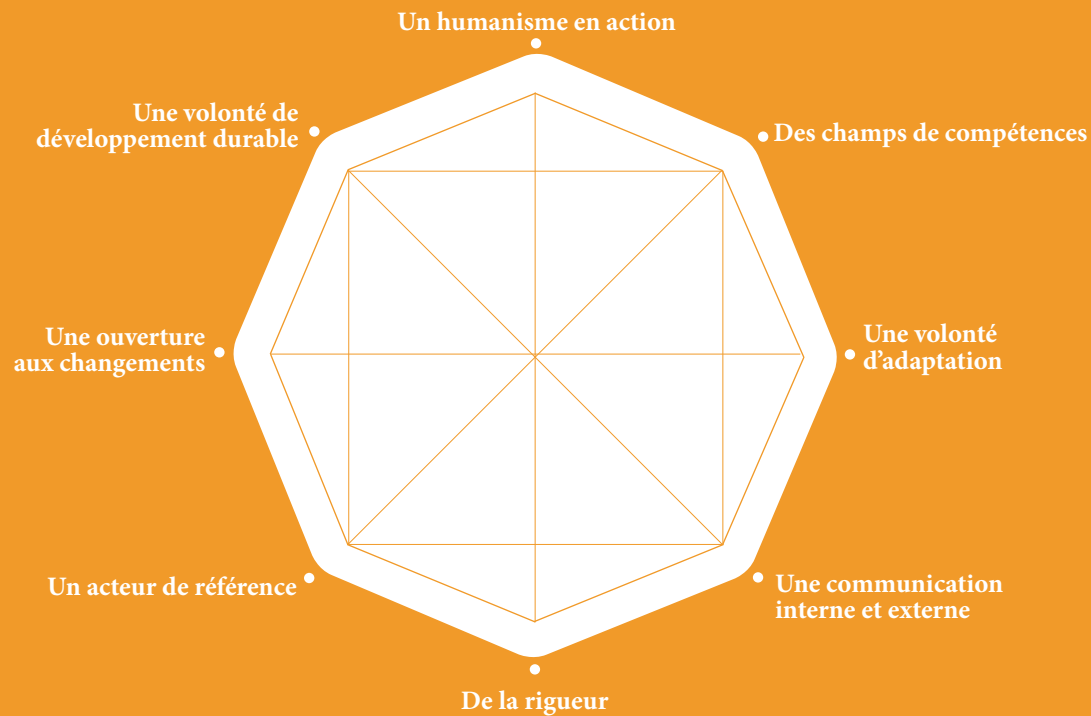 Un humanisme en action
Une volonté de
développement durable
Des champs de compétences
Une ouverture
aux changements
Une volonté
d'adaptation
Un acteur de référence
Une communication
interne et externe
De la rigueur